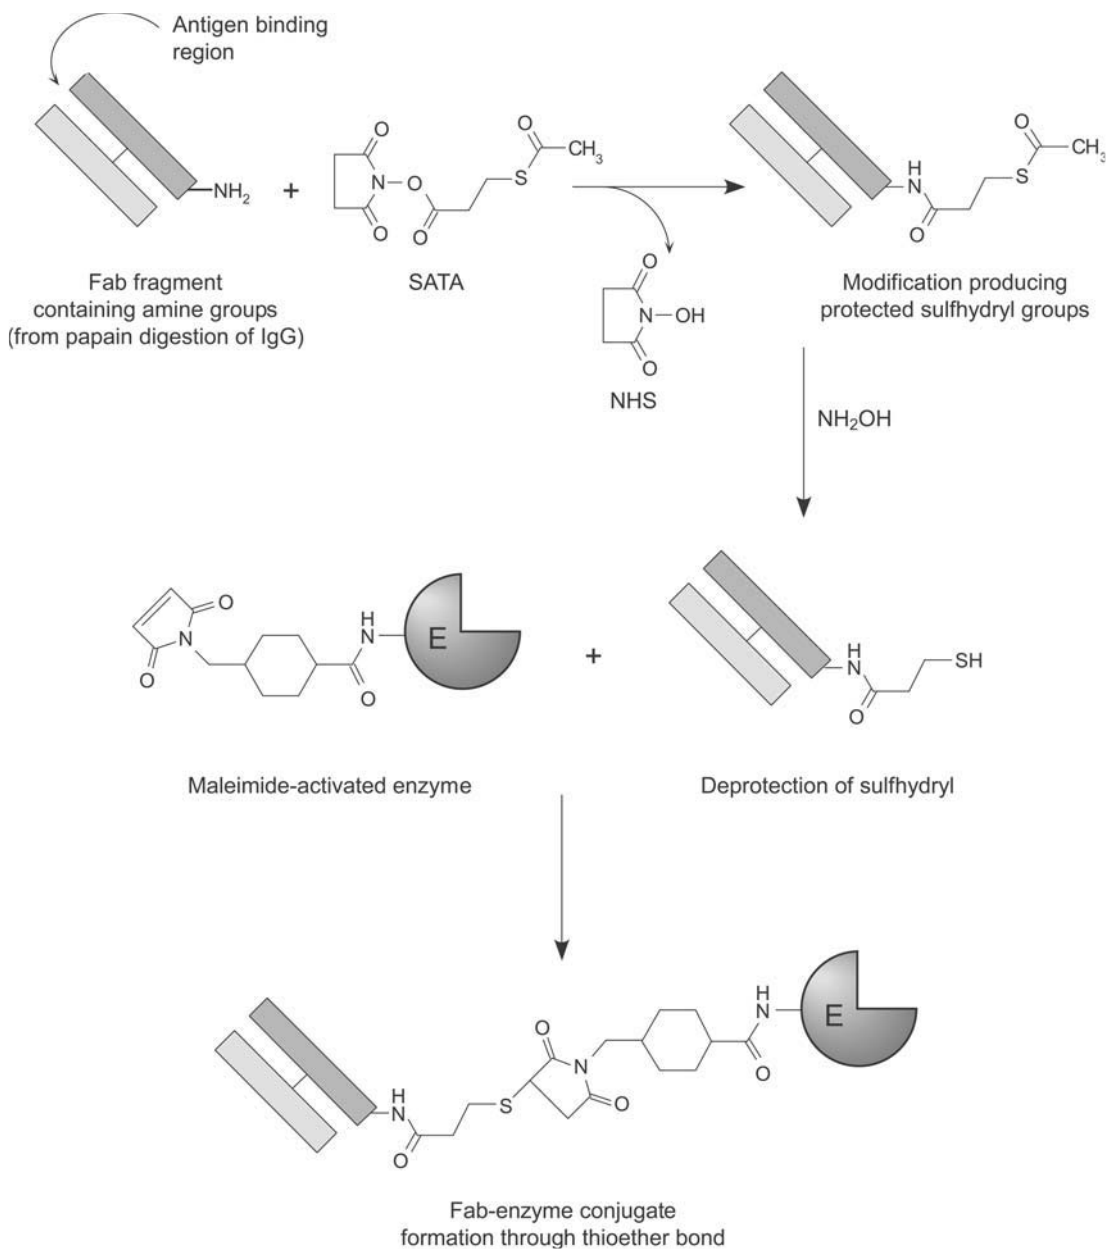 Antigen binding
region
NH2
+
O
N
O
O
O
S
O
CH3
H
N
O
S
O
CH3
Fab fragment
containing amine groups
(from papain digestion of IgG)
SATA
O
N
OH
O
NHS
Modification producing
protected sulfhydryl groups
NH2OH
O
N
O
H
N
O
E
+
H
N
O
SH
Maleimide-activated enzyme
Deprotection of sulfhydryl
H
N
O
S
O
N
O
H
N
O
E
Fab-enzyme conjugate
formation through thioether bond